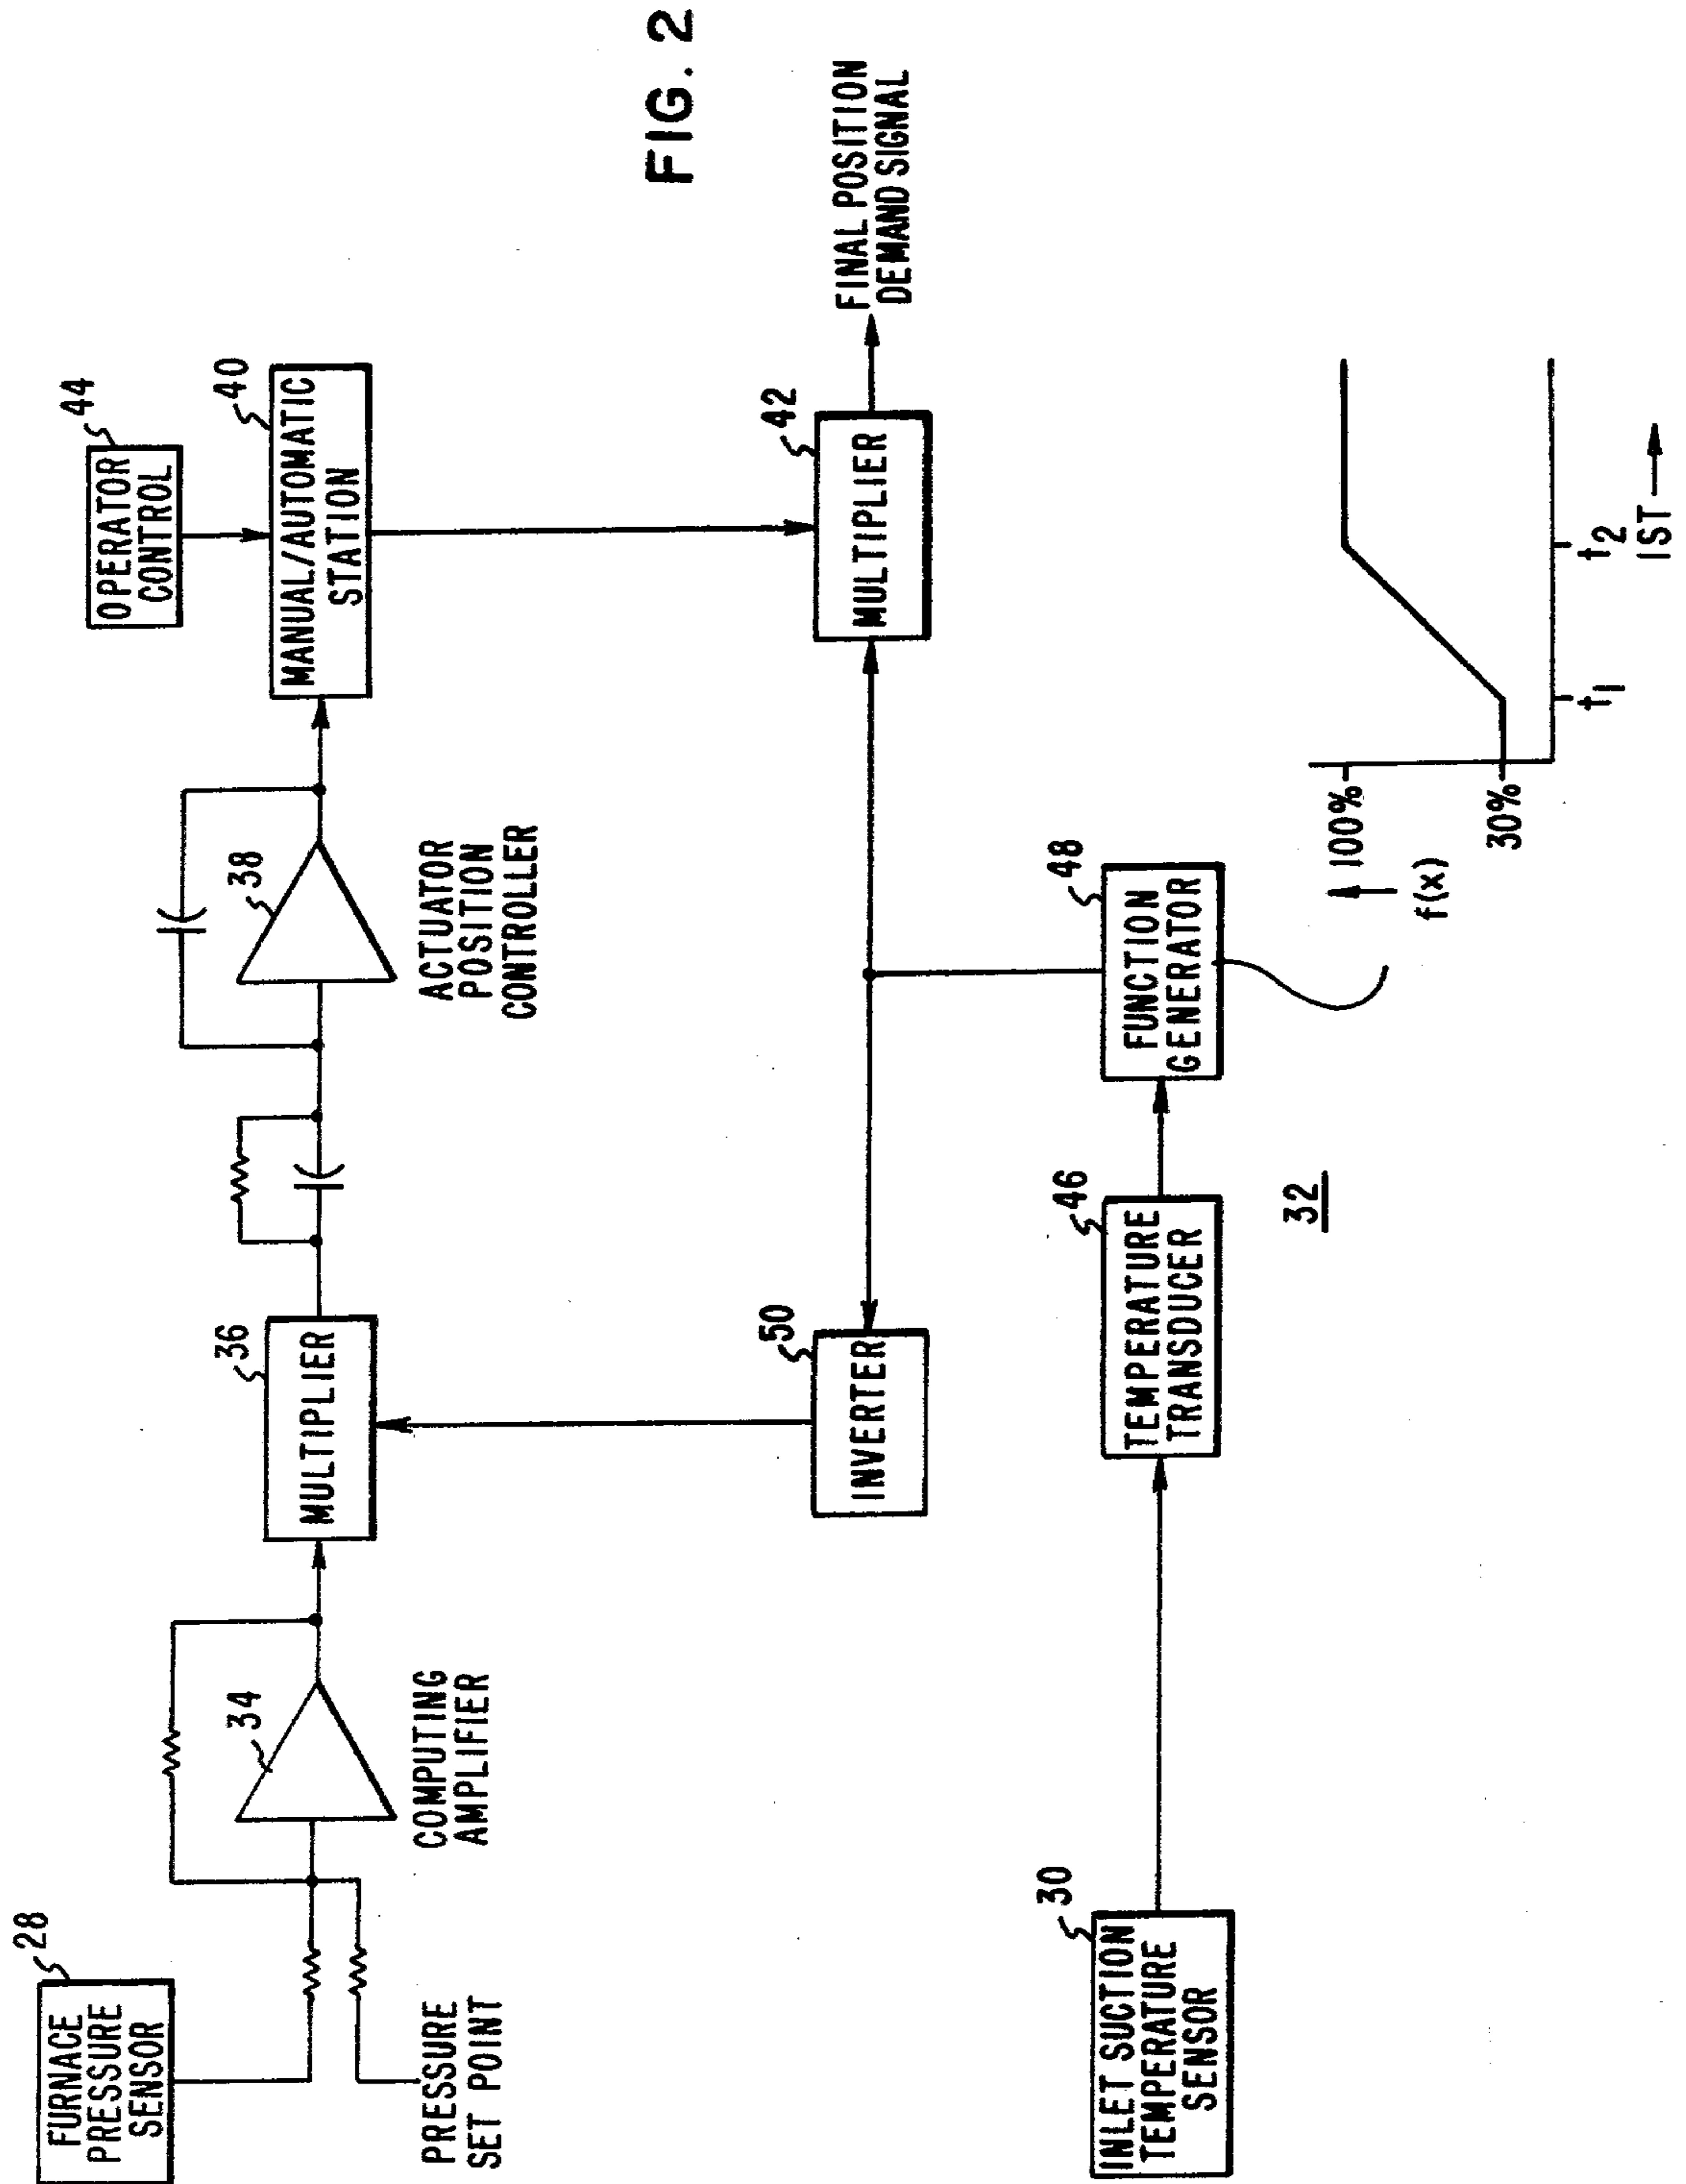 FURNACE
PRESSURE
SENSOR
28
PRESSURE
SET POINT
34
COMPUTING
AMPLIFIER
MULTIPLIER
36
38
ACTUATOR
POSITION
CONTROLLER
OPERATOR
CONTROL
44
MANUAL/AUTOMATIC
STATION
40
INVERTER
50
MULTIPLIER
42
FINAL POSITION
DEMAND SIGNAL
INLET SUCTION
TEMPERATURE
SENSOR
30
TEMPERATURE
TRANSDUCER
46
FUNCTION
GENERATOR
48
32
100%
f(x)
30%
t1
t2
IST
FIG. 2